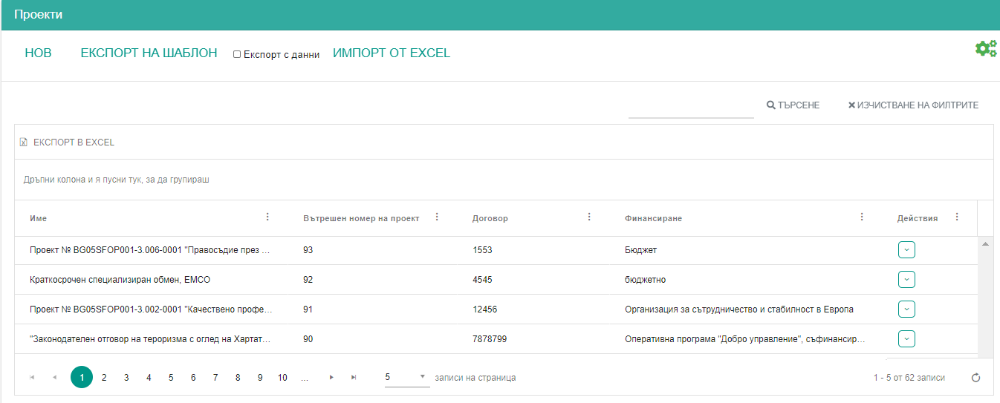 Проекти
НОВ ЕКСПОРТ НА ШАБЛОН Експорт с данни ИМПОРТ ОТ EXCEL
ТЪРСЕНЕ ИЗЧИСТВАНЕ НА ФИЛТРИТЕ
ЕКСПОРТ В EXCEL
Дръпни колона и я пусни тук, за да групираш
Име Вътрешен номер на проект Договор Финансиране Действия
Проект № BG05SFOP001-3.006-0001 "Правосъдие през ... 93 1553 Бюджет
Краткосрочен специализиран обмен, ЕМСО 92 4545 бюджетно
Проект № BG05SFOP001-3.002-0001 "Качествено профе... 91 12456 Организация за сътрудничество и стабилност в Европа
"Законодателен отговор на тероризма с оглед на Хартат... 90 7878799 Оперативна програма "Добро управление", съфинансир...
1 2 3 4 5 6 7 8 9 10 ... 5 записи на страница 1 - 5 от 62 записи